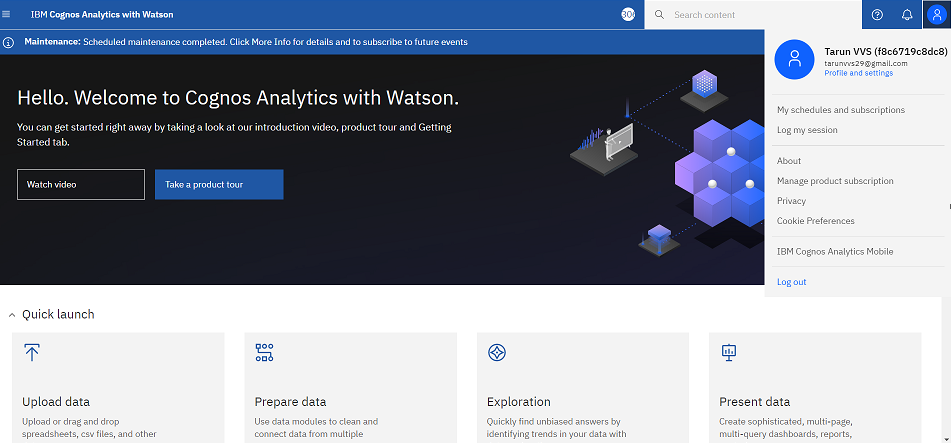 IBM Cognos Analytics with Watson
Search content
Maintenance: Scheduled maintenance completed. Click More Info for details and to subscribe to future events
Hello. Welcome to Cognos Analytics with Watson.
You can get started right away by taking a look at our introduction video, product tour and Getting
Started tab.
Watch video
Take a product tour
Tarun VVS (f8c6719c8dc8)
tarunvvs29@gmail.com
Profile and settings
My schedules and subscriptions
Log my session
About
Manage product subscription
Privacy
Cookie Preferences
IBM Cognos Analytics Mobile
Log out
Quick launch
Upload data
Upload or drag and drop
spreadsheets, csv files, and other
Prepare data
Use data modules to clean and
connect data from multiple
Exploration
Quickly find unbiased answers by
identifying trends in your data with
Present data
Create sophisticated, multi-page,
multi-query dashboards, reports,